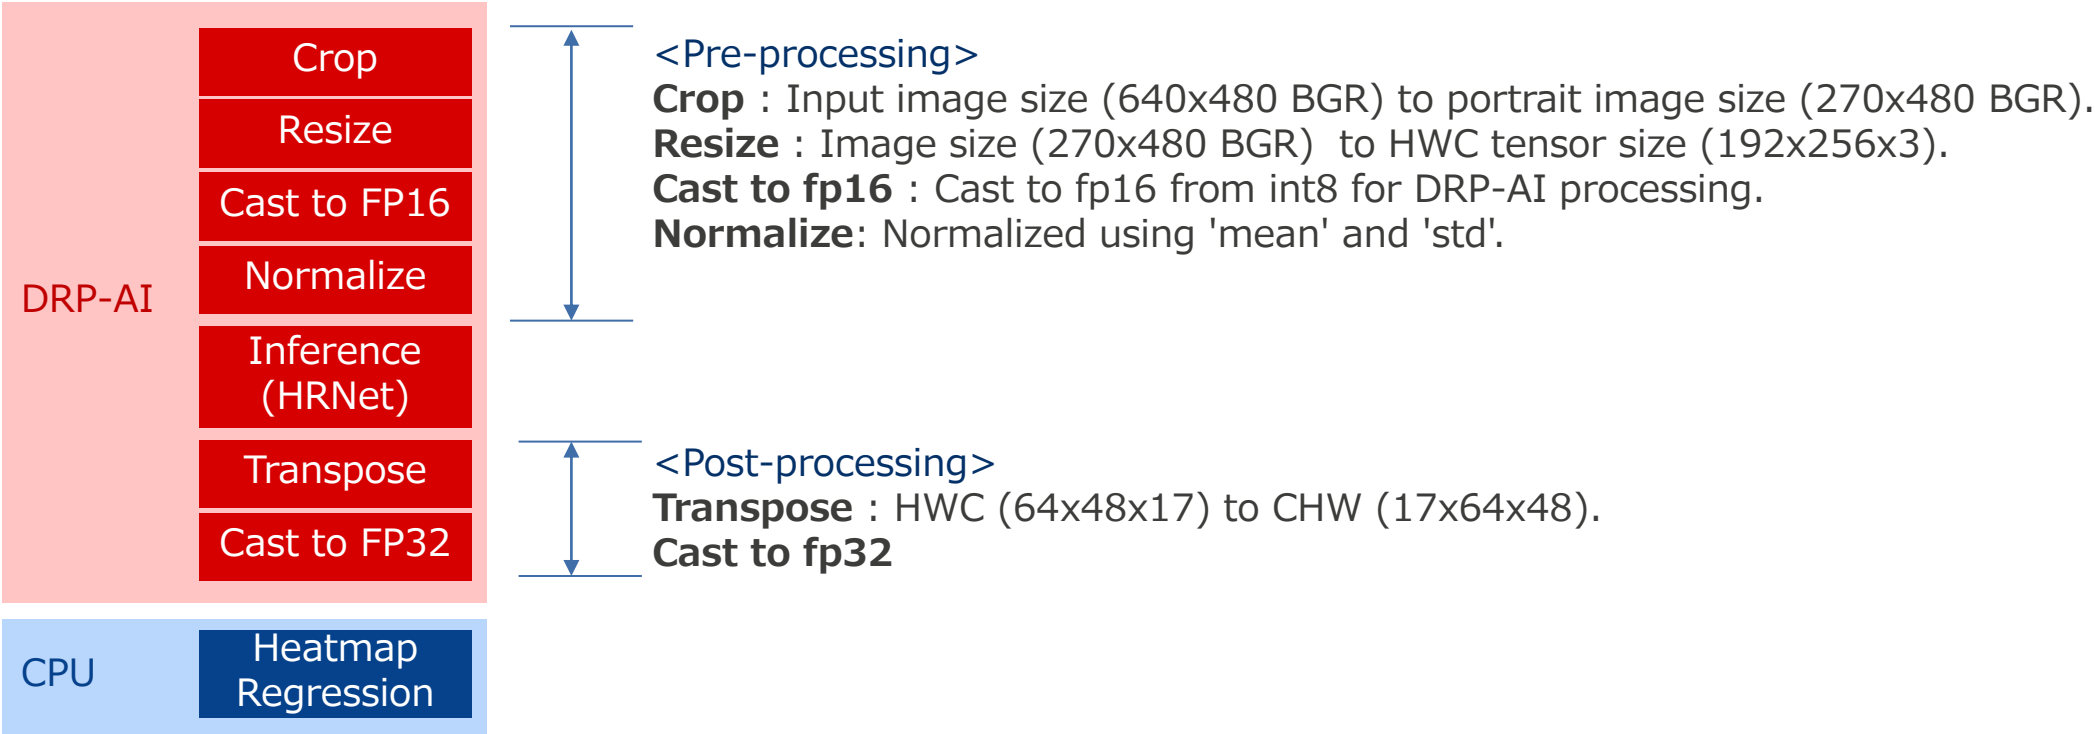 DRP-AI
Crop
Resize
Cast to FP16
Normalize
Inference
(HRNet)
Transpose
Cast to FP32
CPU
Heatmap
Regression
<Pre-processing>
Crop : Input image size (640x480 BGR) to portrait image size (270x480 BGR).
Resize : Image size (270x480 BGR)  to HWC tensor size (192x256x3).
Cast to fp16 : Cast to fp16 from int8 for DRP-AI processing.
Normalize: Normalized using 'mean' and 'std'.
<Post-processing>
Transpose : HWC (64x48x17) to CHW (17x64x48).
Cast to fp32